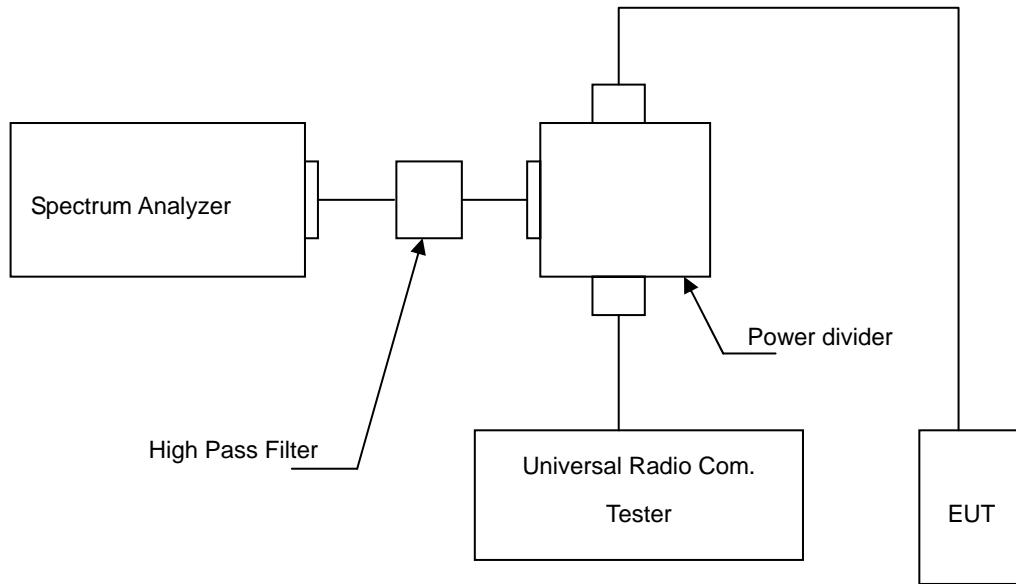 Spectrum Analyzer
Power divider
High Pass Filter
Universal Radio Com.
Tester
EUT